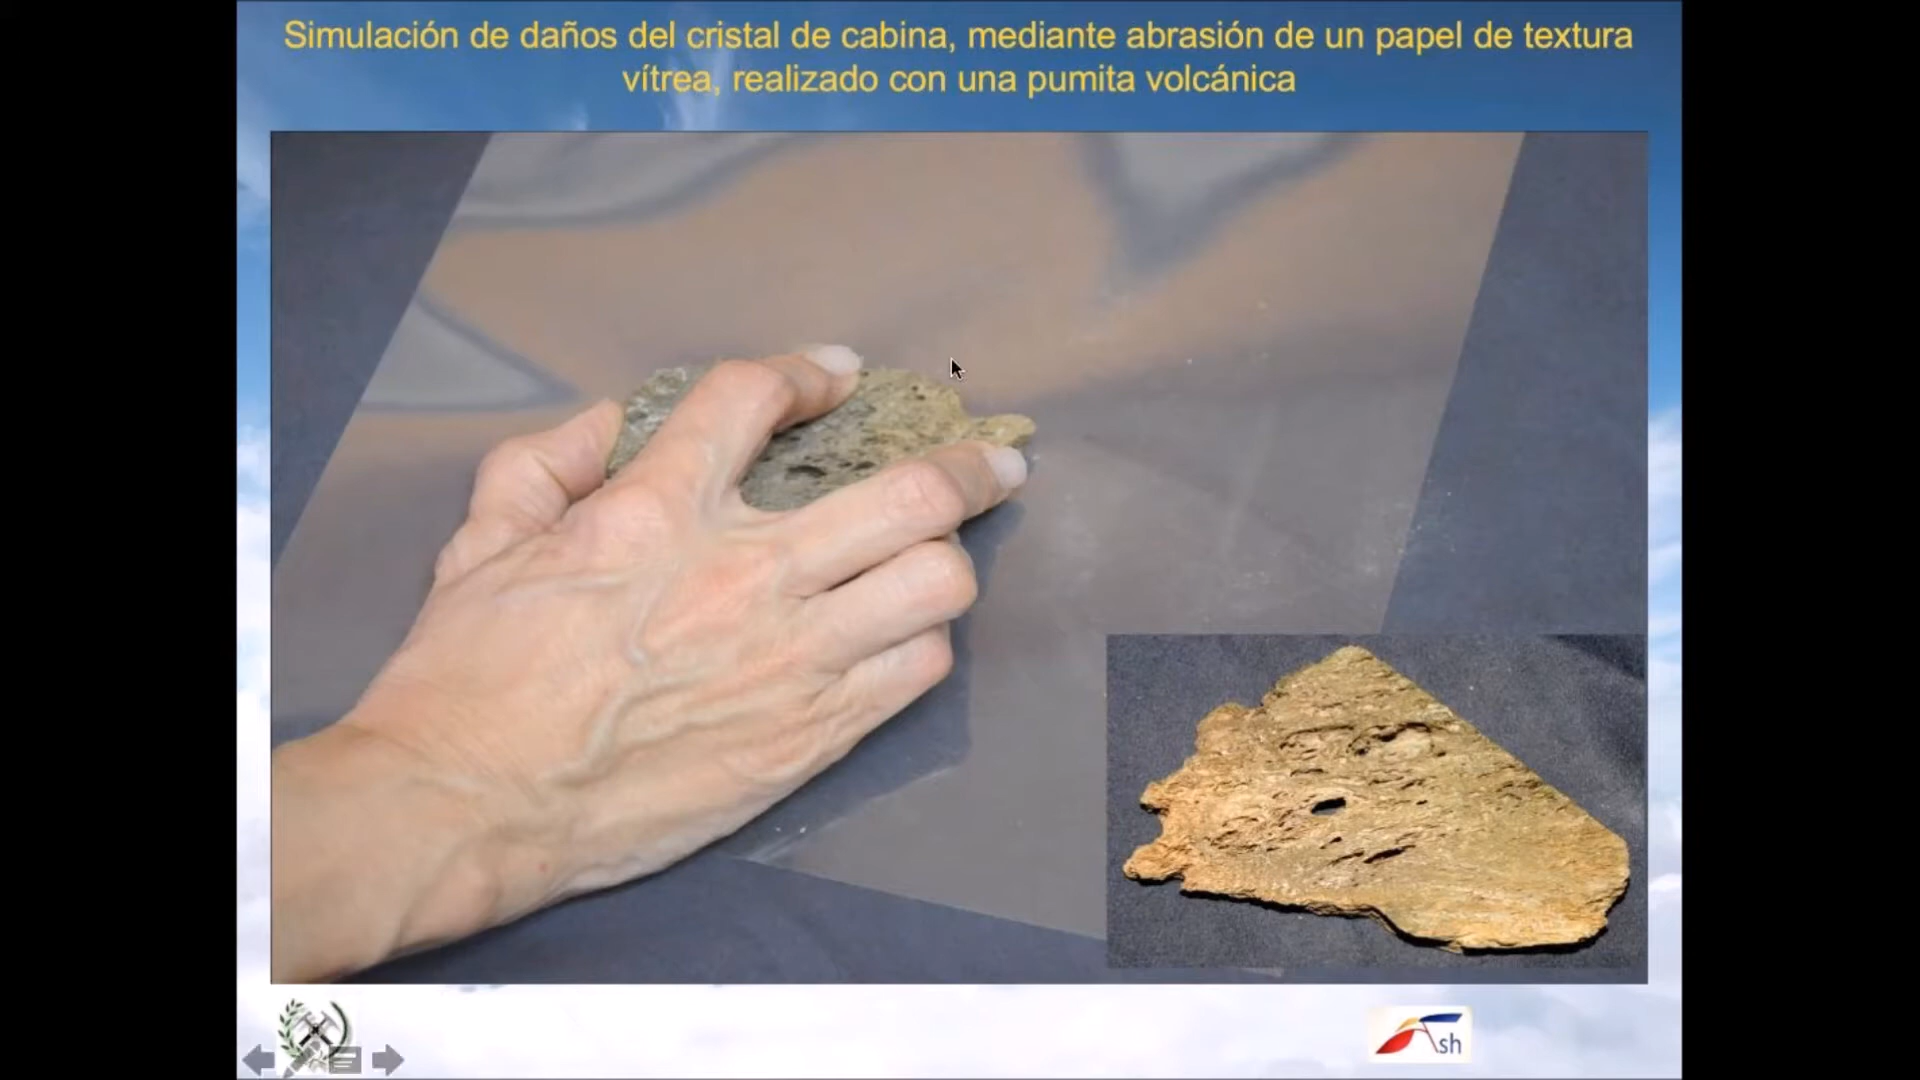 Simulación de daños del cristal de cabina, mediante abrasión de un papel de textura
vítrea, realizado con una pumita volcánica
Ash